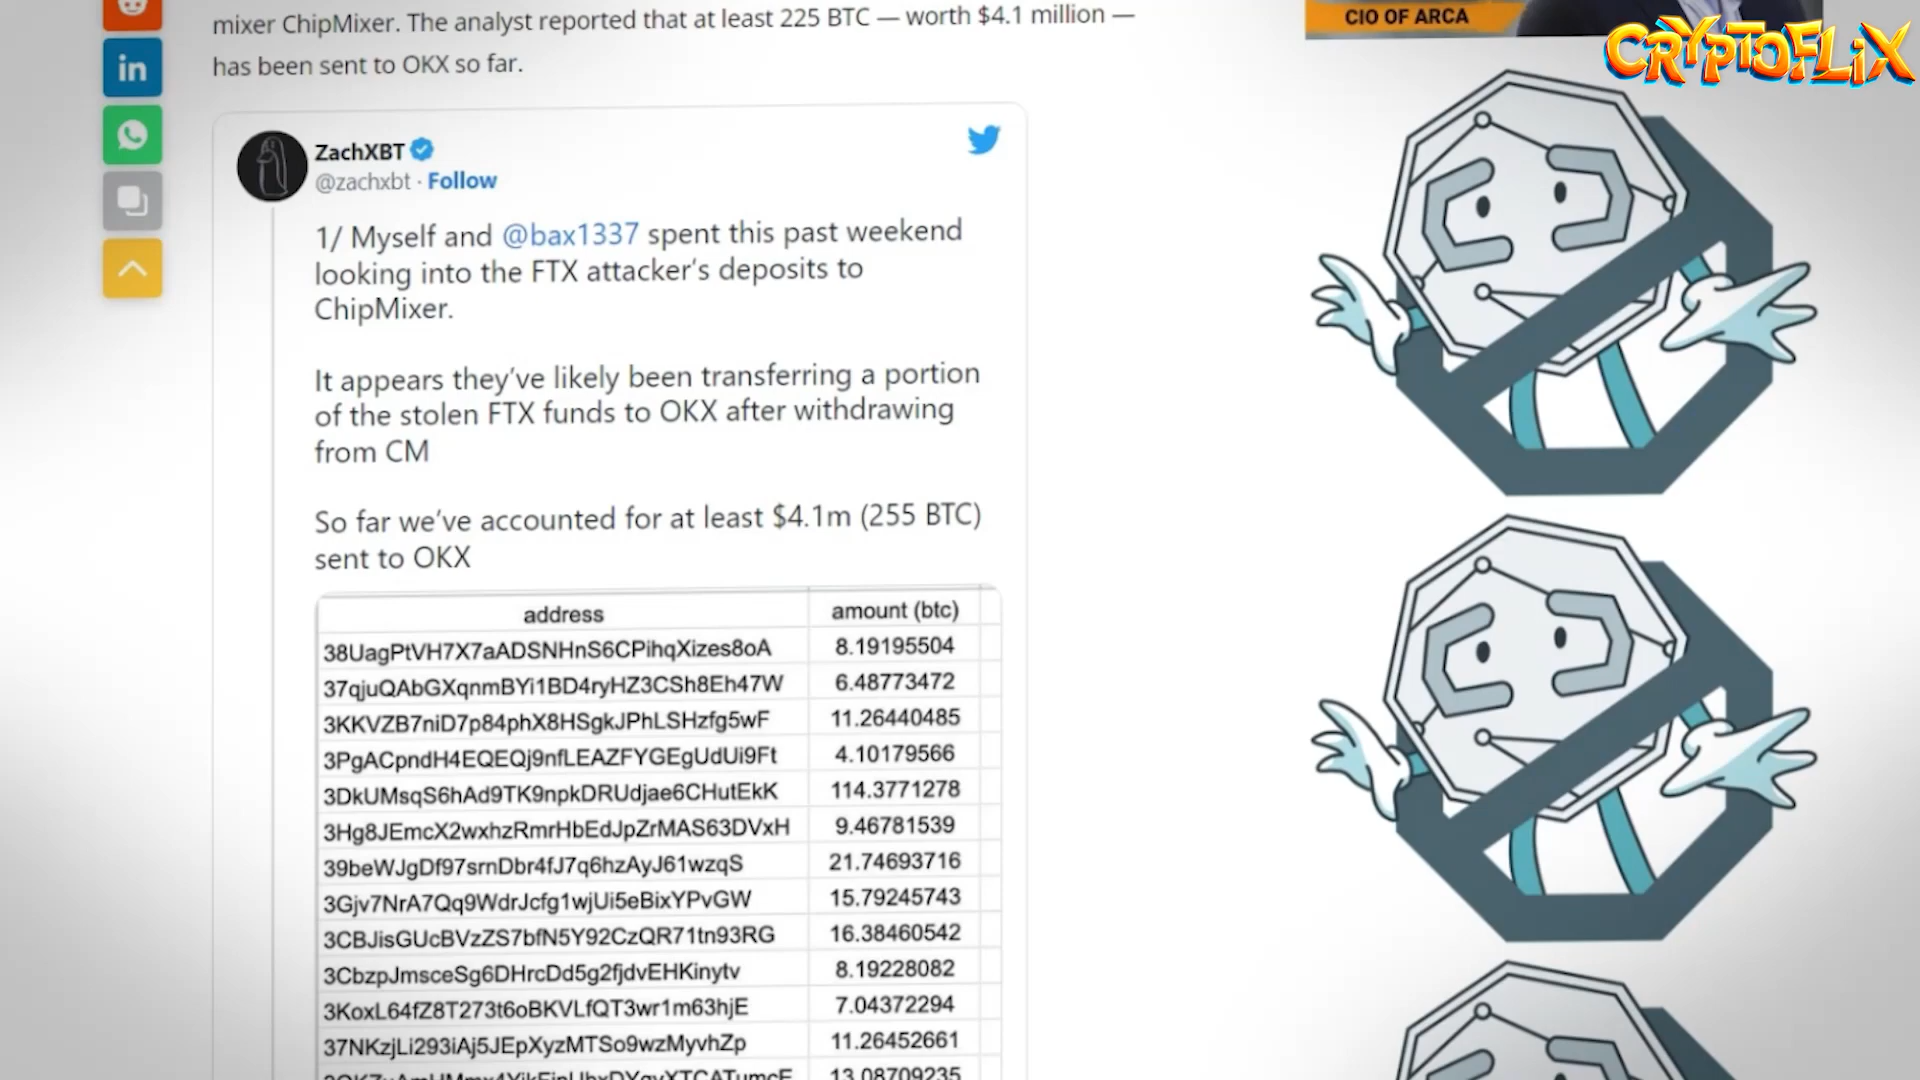 mixer ChipMixer. The analyst reported that at least 225 BTC — worth $4.1 million —
has been sent to OKX so far.
CIO OF ARCA
CRYPTOFLIX
in
ZachXBT
@zachxbt · Follow
1/ Myself and @bax1337 spent this past weekend
looking into the FTX attacker's deposits to
ChipMixer.
It appears they've likely been transferring a portion
of the stolen FTX funds to OKX after withdrawing
from CM
So far we've accounted for at least $4.1m (255 BTC)
sent to OKX
address amount (btc)
38UagPtVH7X7aADSNHnS6CPihqXizes8oA 8.19195504
37qjuQAbGXqnmBYi1BD4ryHZ3CSh8Eh47W 6.48773472
3KKVZB7niD7p84phX8HSgkJPhLSHzfg5wF 11.26440485
3PgACpndH4EQEQj9nfLEAZFYGEgUdUi9Ft 4.10179566
3DkUMsqS6hAd9TK9npkDRUdjae6CHutEkK 114.3771278
3Hg8JEmcX2wxhzRmrHbEdJpZrMAS63DVxH 9.46781539
39beWJgDf97srnDbr4fJ7q6hzAyJ61wzqS 21.74693716
3Gjv7NrA7Qq9WdrJcfg1wjUi5eBixYPvGW 15.79245743
3CBJisGUcBVzZS7bfN5Y92CzQR71tn93RG 16.38460542
3CbzpJmsceSg6DHrcDd5g2fjdvEHKinytv 8.19228082
3KoxL64fZ8T273t6oBKVLfQT3wr1m63hjE 7.04372294
37NKzjLi293iAj5JEpXyzMTSo9wzMyvhZp 11.26452661
13.08709235